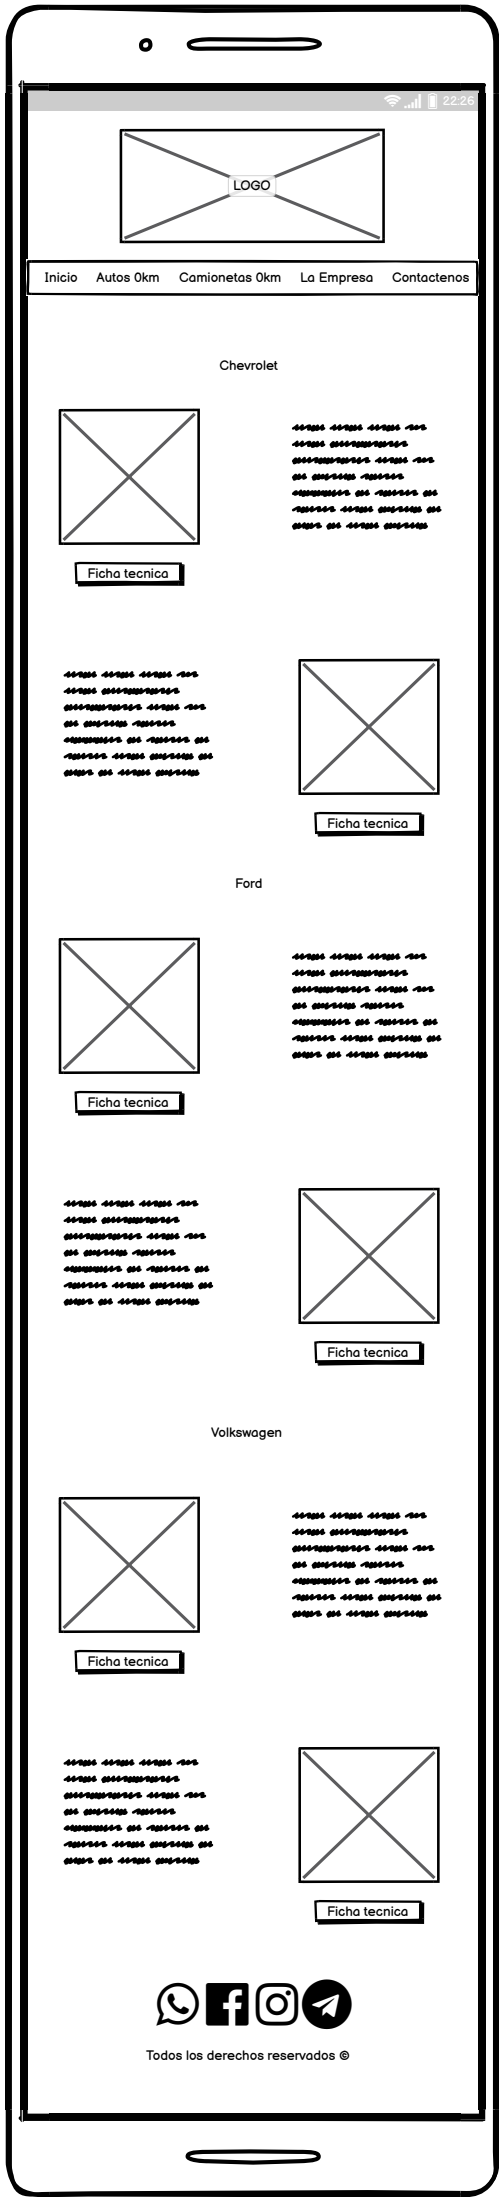 22:26
LOGO
Inicio Autos 0km Camionetas 0km La Empresa Contactenos
Chevrolet
Ficha tecnica
Ficha tecnica
Ford
Ficha tecnica
Ficha tecnica
Volkswagen
Ficha tecnica
Ficha tecnica
Todos los derechos reservados ©